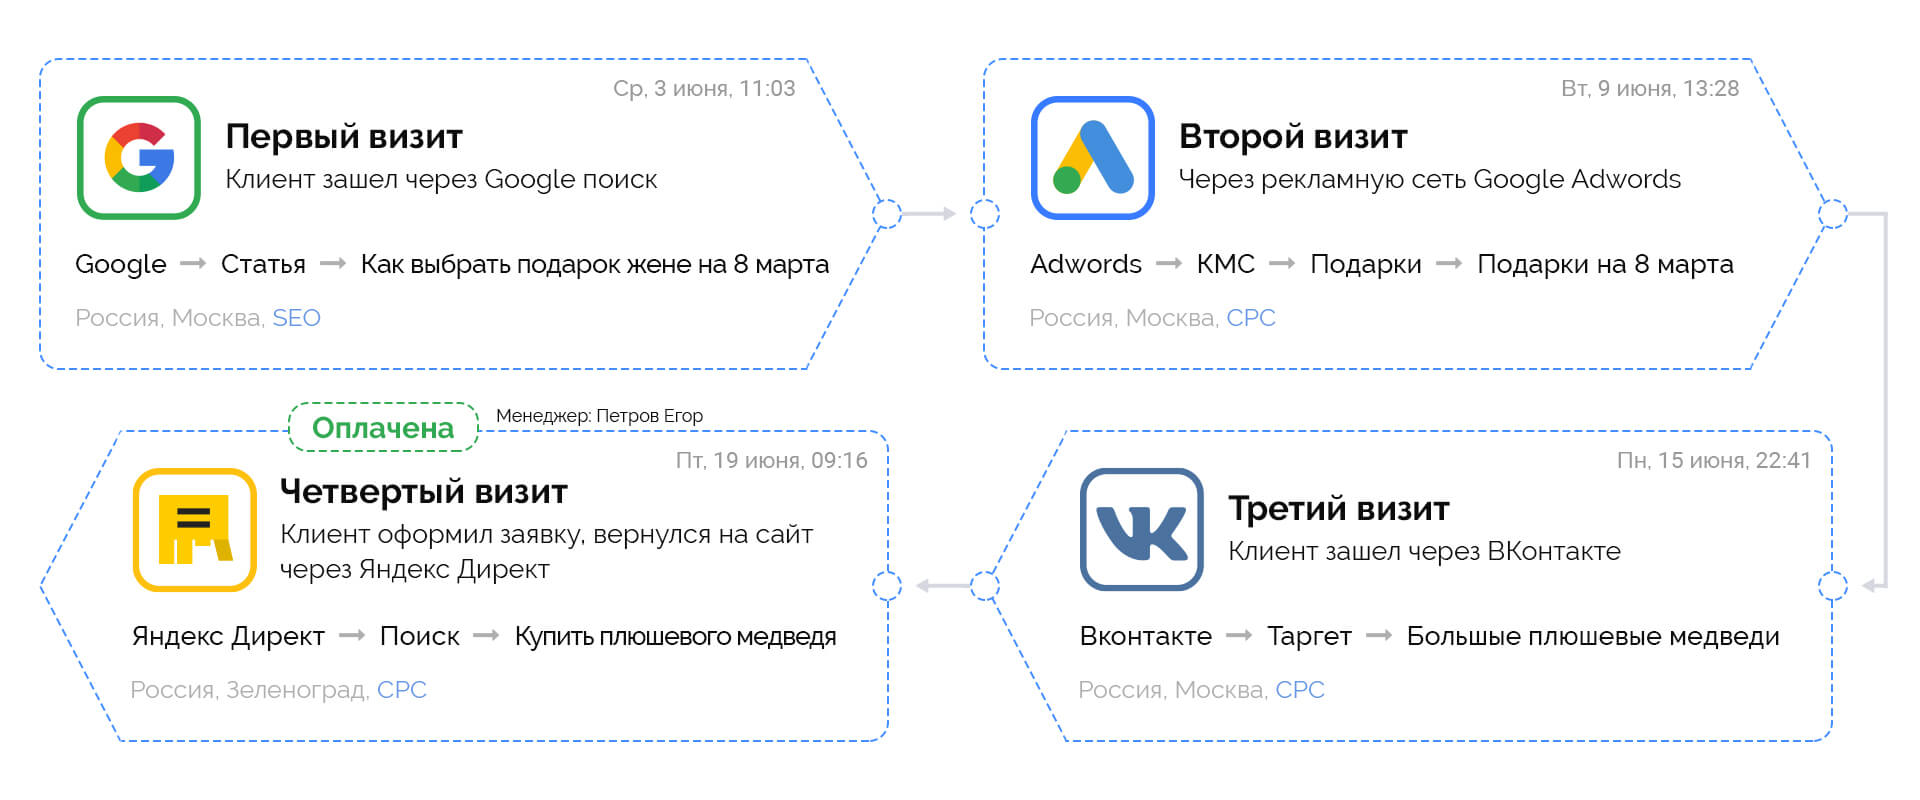 Ср, 3 июня, 11:03
Первый визит
Клиент зашел через Google поиск
Google → Статья → Как выбрать подарок жене на 8 марта
Россия, Москва, SEO
Вт, 9 июня, 13:28
Второй визит
Через рекламную сеть Google Adwords
Adwords → КМС → Подарки → Подарки на 8 марта
Россия, Москва, CPC
Пн, 15 июня, 22:41
Третий визит
Клиент зашел через ВКонтакте
Вконтакте → Таргет → Большые плюшевые медведи
Россия, Москва, CPC
Оплачена
Менеджер: Петров Егор
Пт, 19 июня, 09:16
Четвертый визит
Клиент оформил заявку, вернулся на сайт
через Яндекс Директ
Яндекс Директ → Поиск → Купить плюшевого медведя
Россия, Зеленоград, CPC